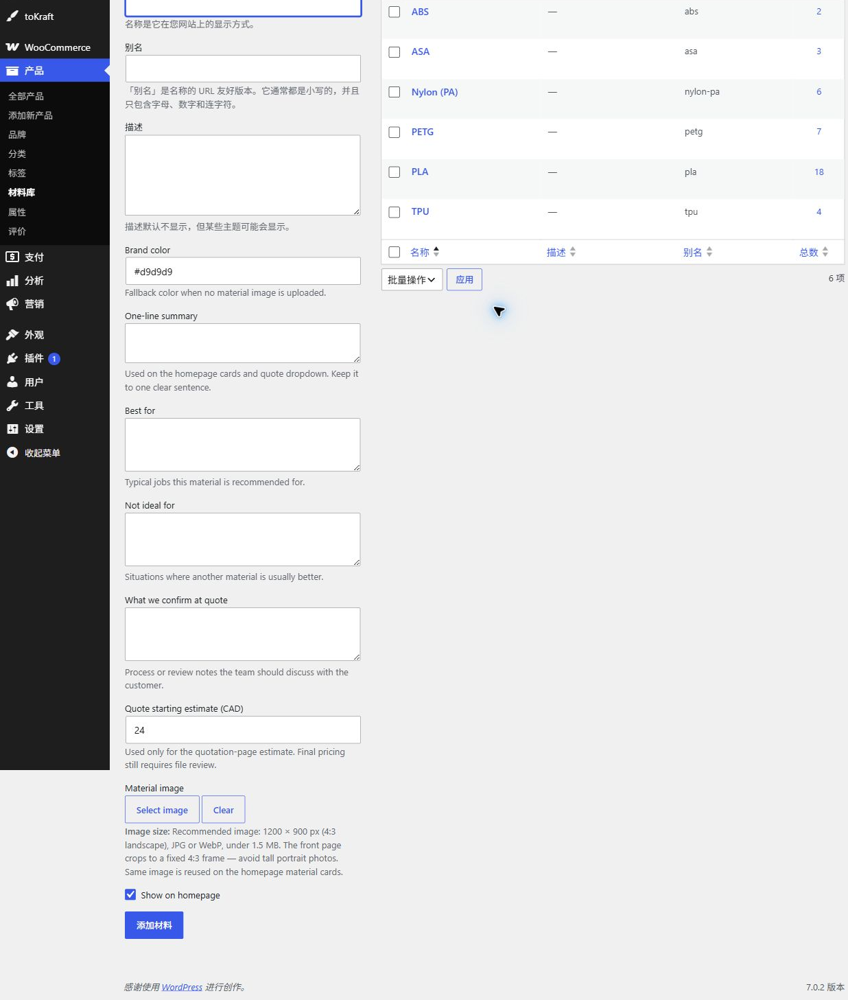 toKraft
WooCommerce
产品
全部产品
添加新产品
品牌
分类
标签
材料库
属性
评价
支付
分析
营销
外观
插件 1
用户
工具
设置
收起菜单
名称是它在您网站上的显示方式。
别名
「别名」是名称的 URL 友好版本。它通常都是小写的，并且
只包含字母、数字和连字符。
描述
描述默认不显示，但某些主题可能会显示。
Brand color
#d9d9d9
Fallback color when no material image is uploaded.
One-line summary
Used on the homepage cards and quote dropdown. Keep it
to one clear sentence.
Best for
Typical jobs this material is recommended for.
Not ideal for
Situations where another material is usually better.
What we confirm at quote
Process or review notes the team should discuss with the
customer.
Quote starting estimate (CAD)
24
Used only for the quotation-page estimate. Final pricing
still requires file review.
Material image
Select image Clear
Image size: Recommended image: 1200 × 900 px (4:3
landscape), JPG or WebP, under 1.5 MB. The front page
crops to a fixed 4:3 frame — avoid tall portrait photos.
Same image is reused on the homepage material cards.
Show on homepage
添加材料
ABS — abs 2
ASA — asa 3
Nylon (PA) — nylon-pa 6
PETG — petg 7
PLA — pla 18
TPU — tpu 4
名称 描述 别名 总数
批量操作 应用 6 项
感谢使用 WordPress 进行创作。
7.0.2 版本